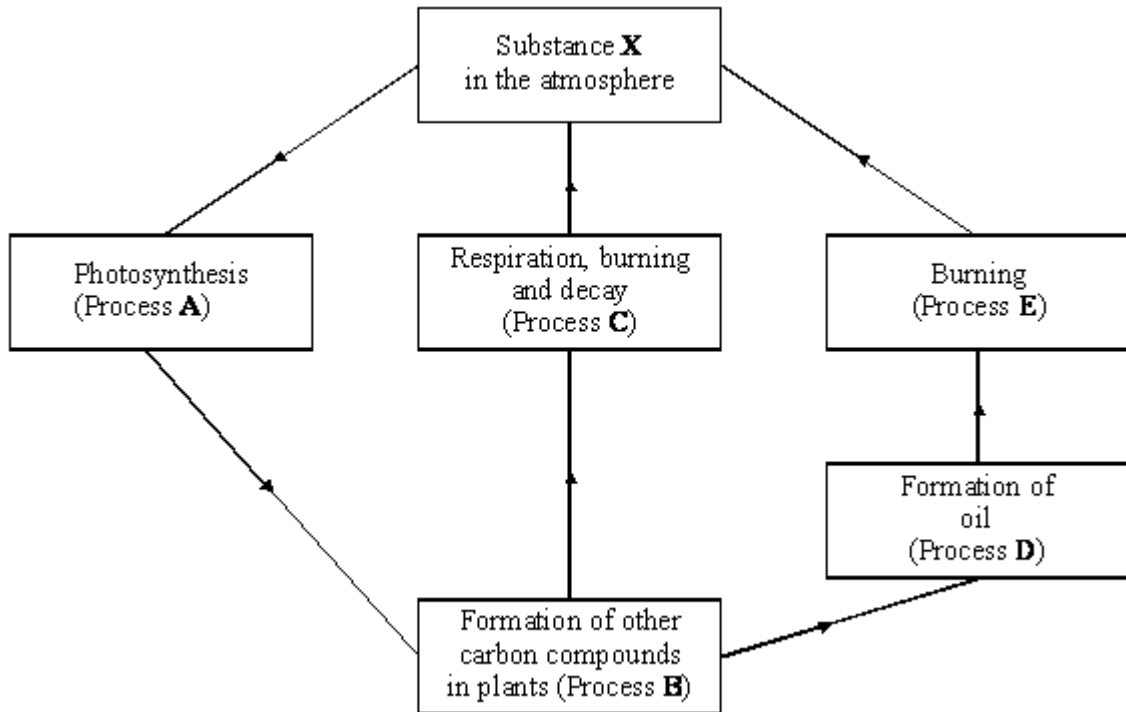 Substance X
in the atmosphere
Photosynthesis
(Process A)
Respiration, burning
and decay
(Process C)
Burning
(Process E)
Formation of
oil
(Process D)
Formation of other
carbon compounds
in plants (Process B)